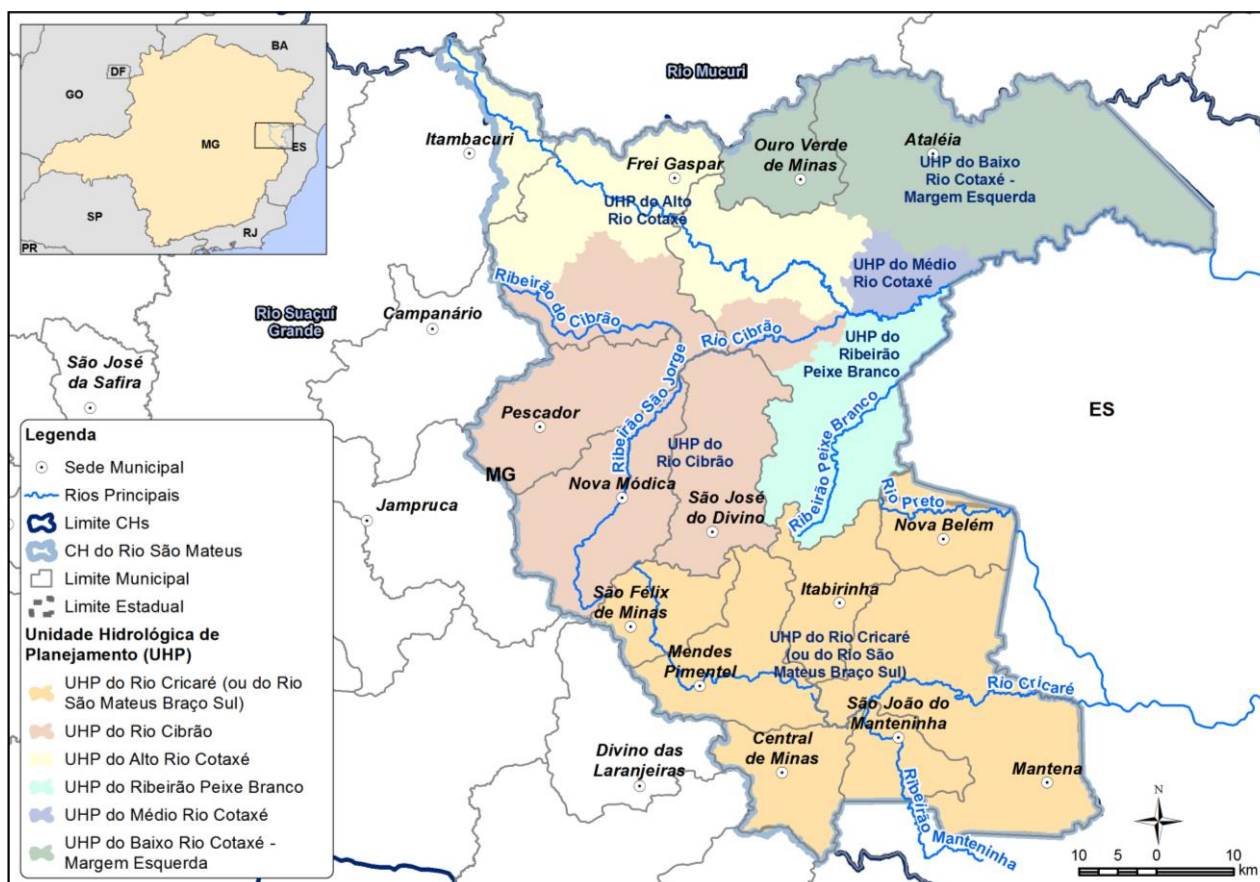 BA
DF
GO
MG
ES
SP
RJ
PR
Rio Mucuri
Itambacuri
Frei Gaspar
Ouro Verde
de Minas
Ataléia
UHP do Baixo
Rio Cotaxé -
Margem Esquerda
UHP do Alto
Rio Cotaxé
UHP do Médio
Rio Cotaxé
Ribeirão do Cibrão
Rio Suaçuí
Grande
Campanário
Rio Cibrão
UHP do
Ribeirão
Peixe Branco
São José
da Safira
Ribeirão São Jorge
Ribeirão Peixe Branco
ES
Pescador
UHP do
Rio Cibrão
MG
Nova Módica
São José
do Divino
Jampruca
Rio Preto
Nova Belém
São Félix
de Minas
Itabirinha
Mendes
Pimentel
UHP do Rio Cricaré
(ou do Rio São
Mateus Braço Sul)
Rio Cricaré
São João do
Manteninha
Central
de Minas
Mantena
Divino das
Laranjeiras
Ribeirão Manteninha
Legenda
Sede Municipal
Rios Principais
Limite CHs
CH do Rio São Mateus
Limite Municipal
Limite Estadual
Unidade Hidrológica de
Planejamento (UHP)
UHP do Rio Cricaré (ou do Rio
São Mateus Braço Sul)
UHP do Rio Cibrão
UHP do Alto Rio Cotaxé
UHP do Ribeirão Peixe Branco
UHP do Médio Rio Cotaxé
UHP do Baixo Rio Cotaxé -
Margem Esquerda
N
10 5 0 10
km